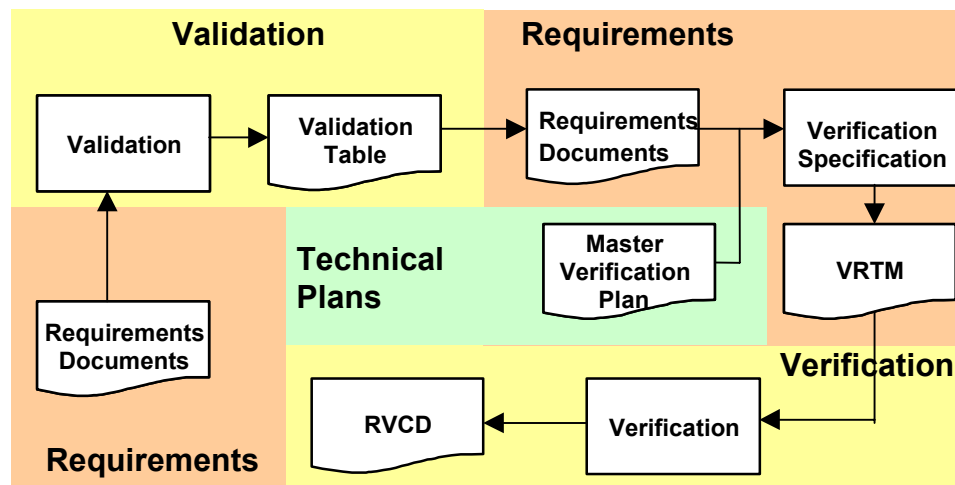 Validation
Requirements
Validation
Validation
Table
Requirements
Documents
Verification
Specification
Technical
Plans
Master
Verification
Plan
VRTM
Requirements
Documents
Verification
RVCD
Verification
Requirements